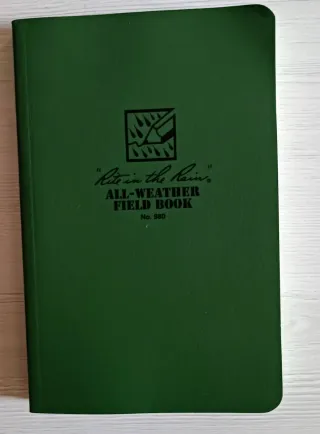 "Rite in the Rain"
ALL-WEATHER
FIELD BOOK
No. 980